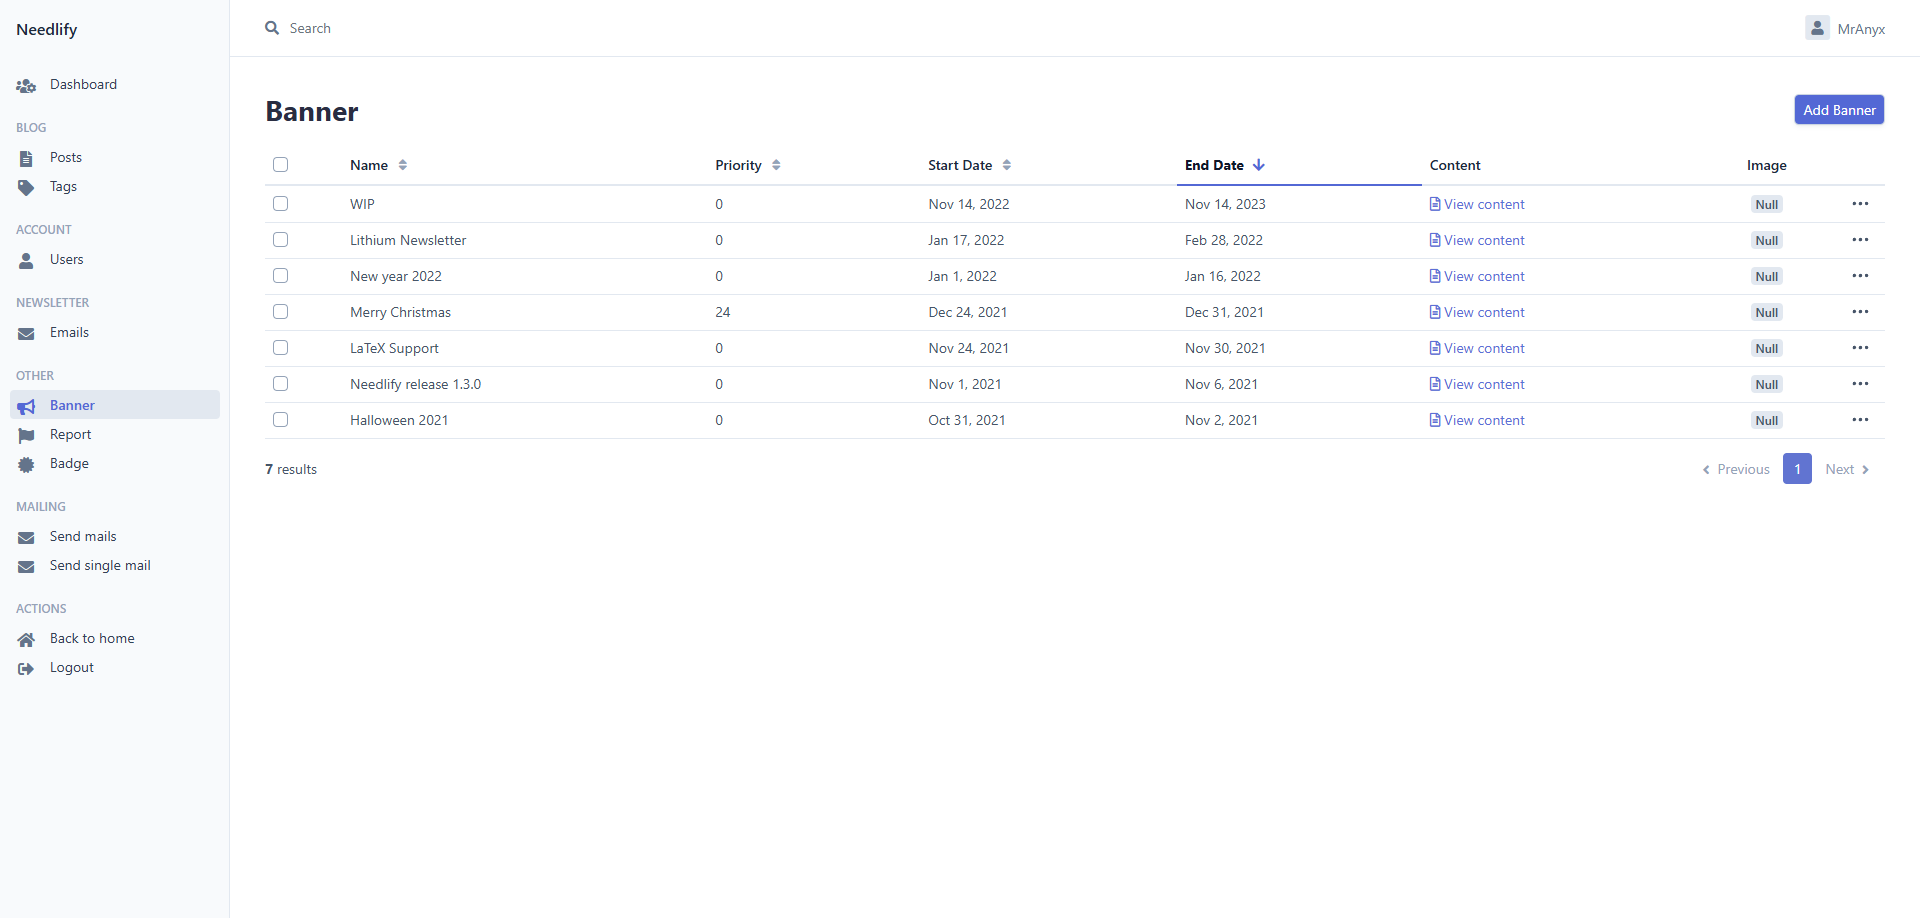 Needlify
Search
MrAnyx
Dashboard
BLOG
Posts
Tags
ACCOUNT
Users
NEWSLETTER
Emails
OTHER
Banner
Report
Badge
MAILING
Send mails
Send single mail
ACTIONS
Back to home
Logout
Banner
Add Banner
Name Priority Start Date End Date Content Image
WIP 0 Nov 14, 2022 Nov 14, 2023 View content Null
Lithium Newsletter 0 Jan 17, 2022 Feb 28, 2022 View content Null
New year 2022 0 Jan 1, 2022 Jan 16, 2022 View content Null
Merry Christmas 24 Dec 24, 2021 Dec 31, 2021 View content Null
LaTeX Support 0 Nov 24, 2021 Nov 30, 2021 View content Null
Needlify release 1.3.0 0 Nov 1, 2021 Nov 6, 2021 View content Null
Halloween 2021 0 Oct 31, 2021 Nov 2, 2021 View content Null
7 results
Previous 1 Next